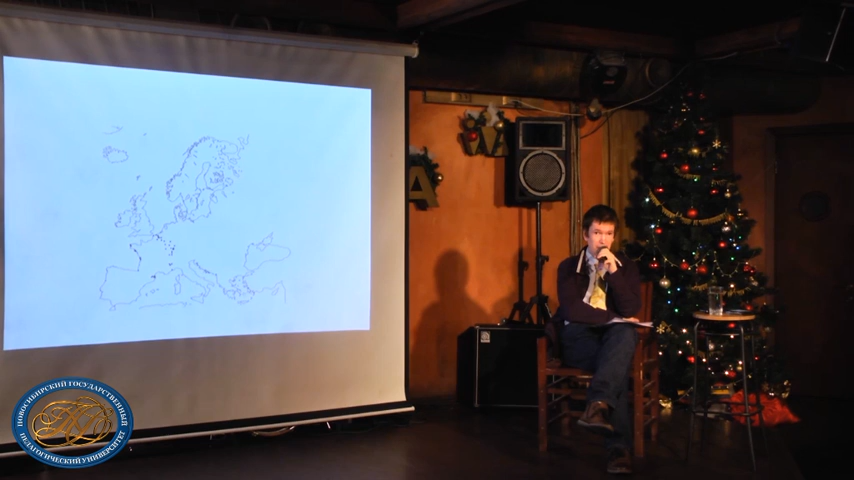 W
A
НОВОСИБИРСКИЙ ГОСУДАРСТВЕННЫЙ
ПЕДАГОГИЧЕСКИЙ УНИВЕРСИТЕТ